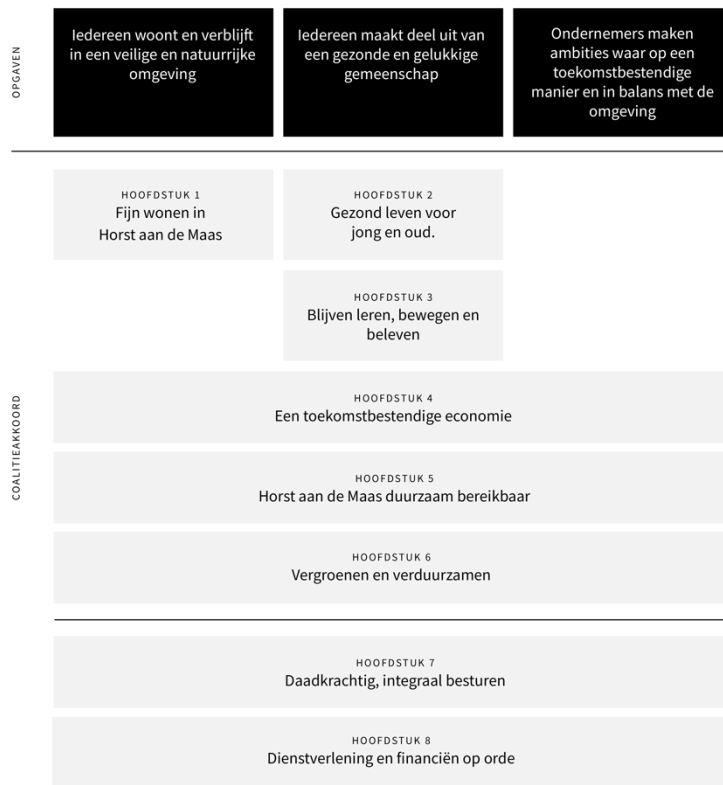 OPGAVEN
Iedereen woont en verblijft
in een veilige en natuurrijke
omgeving
Iedereen maakt deel uit van
een gezonde en gelukkige
gemeenschap
Ondernemers maken
ambities waar op een
toekomstbestendige
manier en in balans met de
omgeving
COALITIEAKKOORD
HOOFDSTUK 1
Fijn wonen in
Horst aan de Maas
HOOFDSTUK 2
Gezond leven voor
jong en oud.
HOOFDSTUK 3
Blijven leren, bewegen en
beleven
HOOFDSTUK 4
Een toekomstbestendige economie
HOOFDSTUK 5
Horst aan de Maas duurzaam bereikbaar
HOOFDSTUK 6
Vergroenen en verduurzamen
HOOFDSTUK 7
Daadkrachtig, integraal besturen
HOOFDSTUK 8
Dienstverlening en financiën op orde